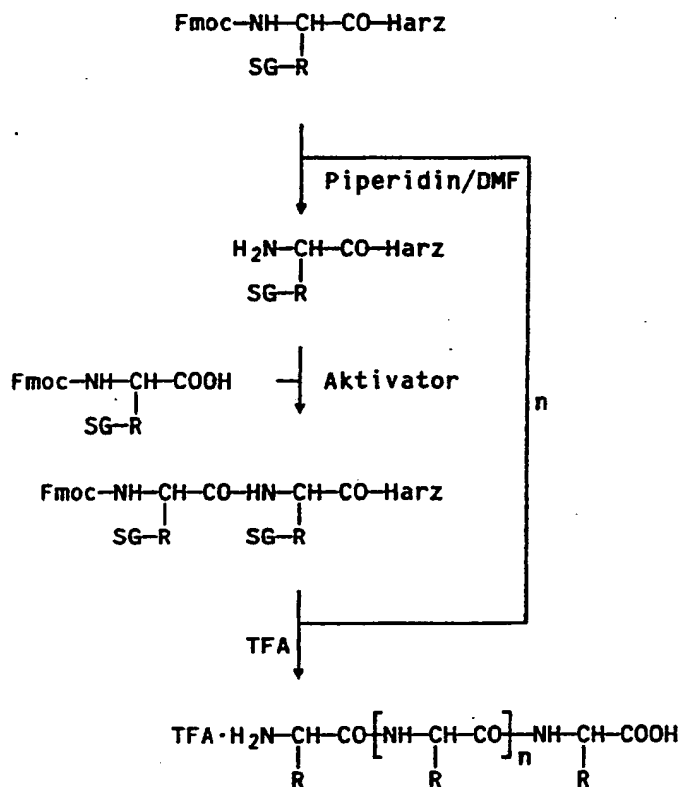 Fmoc-NH-CH-CO-Harz
SG-R
Piperidin/DMF
H₂N-CH-CO-Harz
SG-R
Fmoc-NH-CH-COOH
Aktivator
SG-R
n
Fmoc-NH-CH-CO-HN-CH-CO-Harz
SG-R SG-R
TFA
TFA·H₂N-CH-CO[NH-CH-CO]n-NH-CH-COOH
R R R